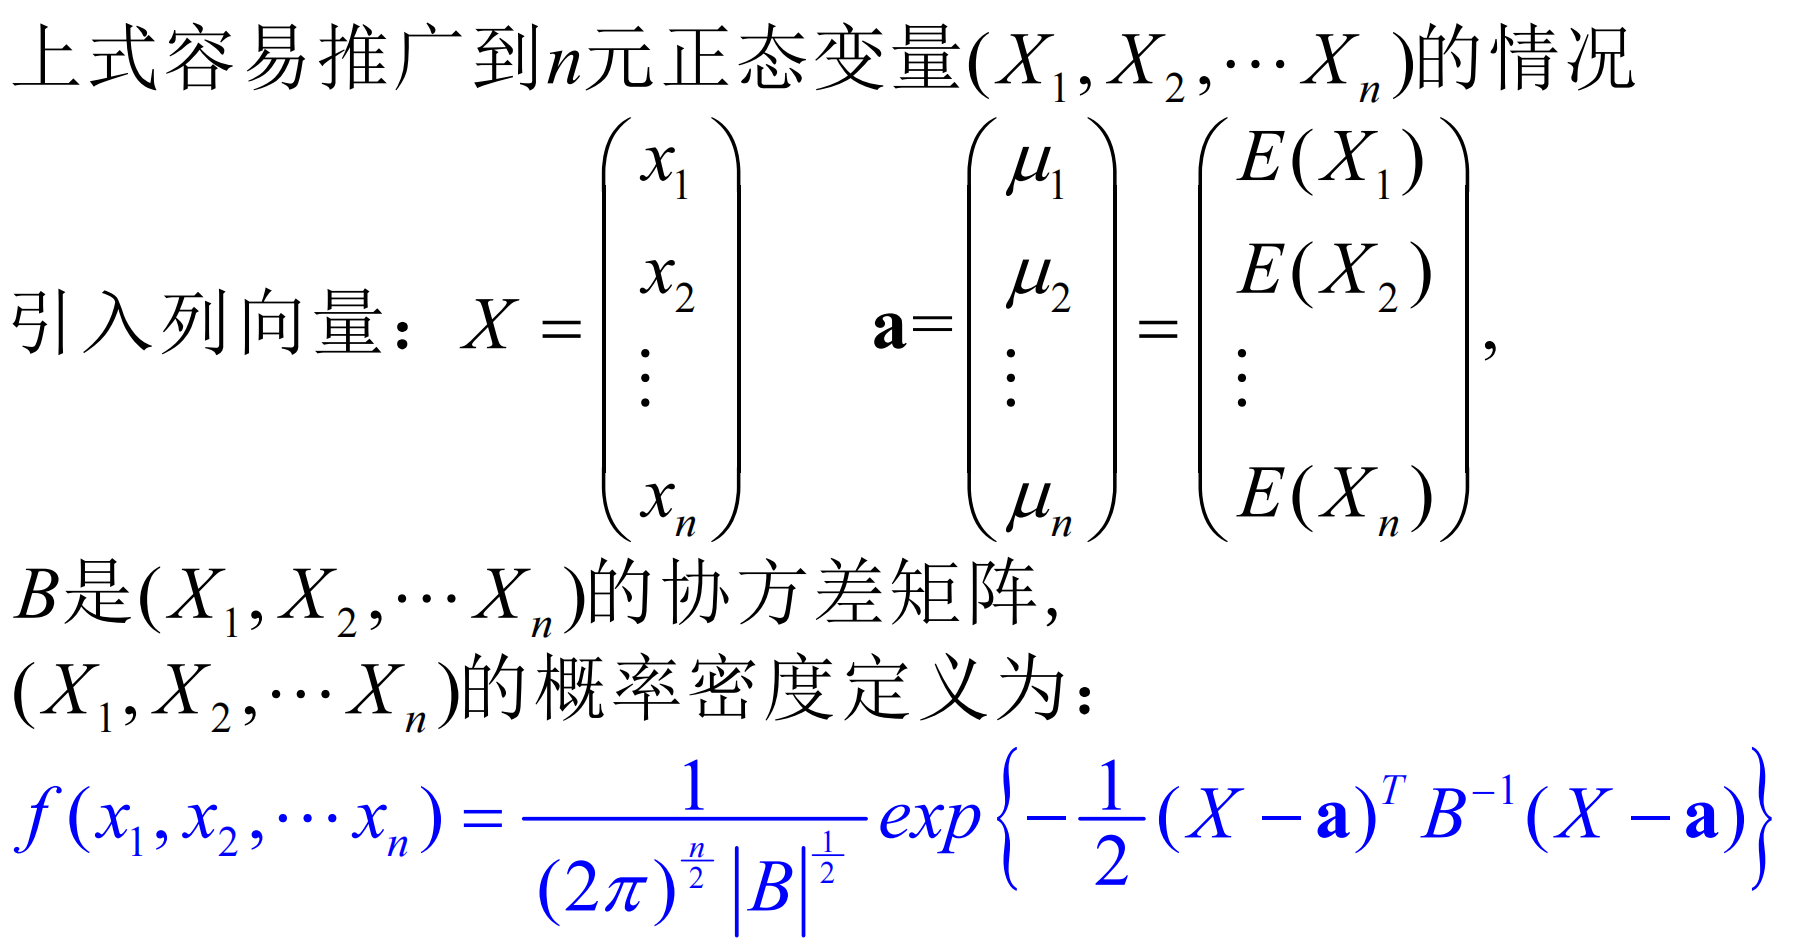 上式容易推广到n元正态变量(X₁, X₂,⋯ Xₙ)的情况
引入列向量：X = (x₁ x₂ ⋮ xₙ) a= (μ₁ μ₂ ⋮ μₙ) = (E(X₁) E(X₂) ⋮ E(Xₙ)) ,
B是(X₁, X₂,⋯ Xₙ)的协方差矩阵,
(X₁, X₂,⋯ Xₙ)的概率密度定义为：
f(x₁, x₂,⋯ xₙ) = 1 / ((2π)^(n/2) |B|^(1/2)) exp{−1/2 (X − a)^T B^(−1) (X − a)}